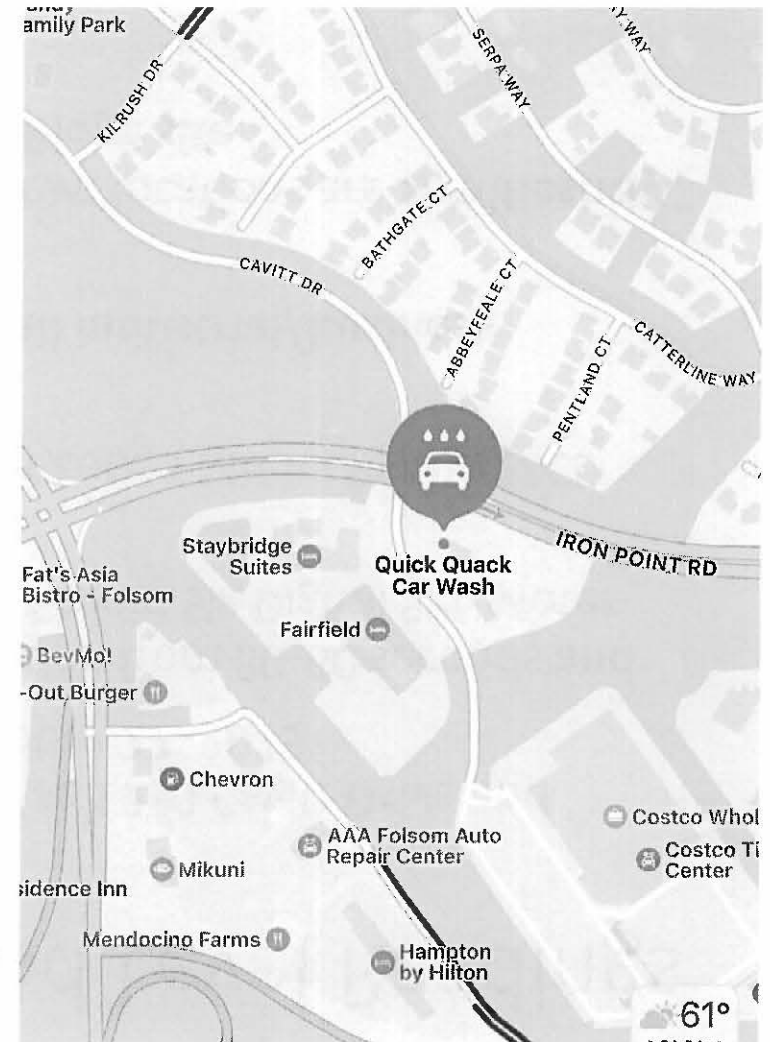 amily Park
KILRUSH DR
SERPA WAY
WAY
BATHGATE CT
CAVITT DR
ABBEYFEALE CT
PENTLAND CT
CATTERLINE WAY
IRON POINT RD
Staybridge
Suites
Quick Quack
Car Wash
Fat's Asia
Bistro - Folsom
Fairfield
BevMo!
-Out Burger
Chevron
Costco Whol
AAA Folsom Auto
Repair Center
Costco Ti
Center
Mikuni
sidence Inn
Mendocino Farms
Hampton
by Hilton
61°